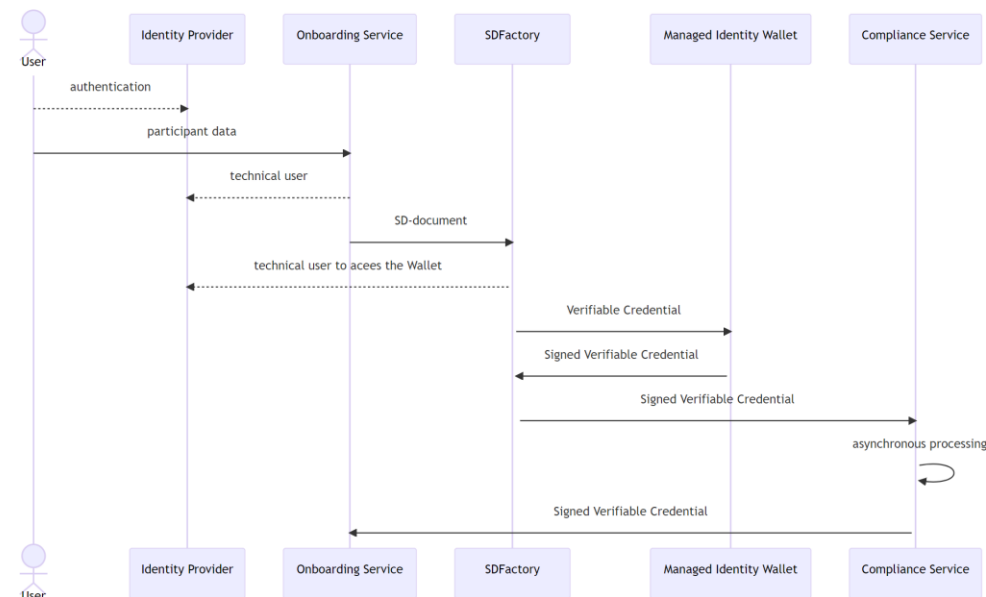 User
Identity Provider
Onboarding Service
SDFactory
Managed Identity Wallet
Compliance Service
authentication
participant data
technical user
SD-document
technical user to acees the Wallet
Verifiable Credential
Signed Verifiable Credential
Signed Verifiable Credential
asynchronous processing
Signed Verifiable Credential
User
Identity Provider
Onboarding Service
SDFactory
Managed Identity Wallet
Compliance Service